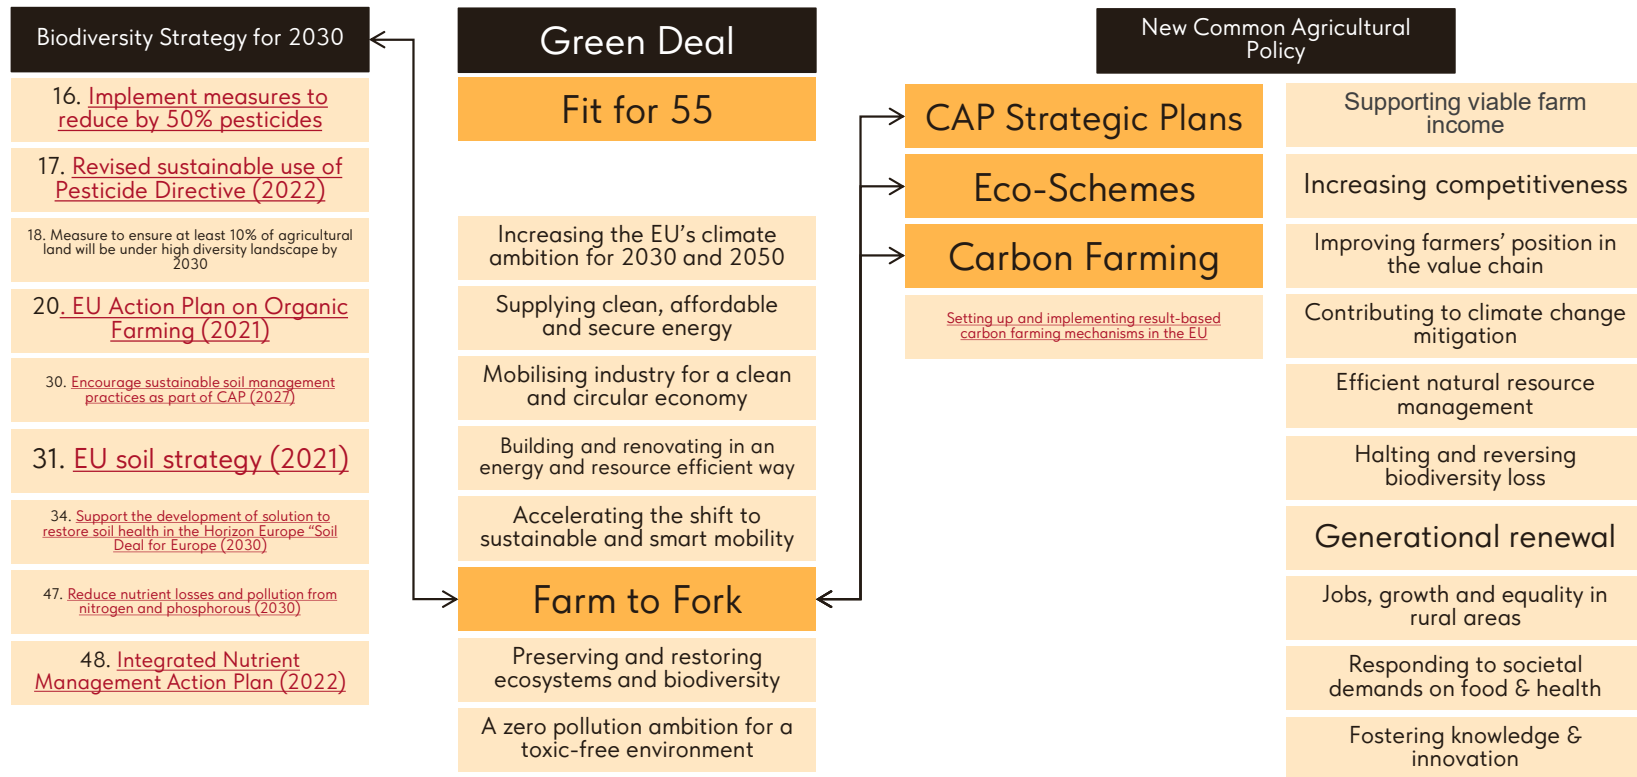 Biodiversity Strategy for 2030
16. Implement measures to
reduce by 50% pesticides
17. Revised sustainable use of
Pesticide Directive (2022)
18. Measure to ensure at least 10% of agricultural
land will be under high diversity landscape by
2030
20. EU Action Plan on Organic
Farming (2021)
30. Encourage sustainable soil management
practices as part of CAP (2027)
31. EU soil strategy (2021)
34. Support the development of solution to
restore soil health in the Horizon Europe “Soil
Deal for Europe (2030)
47. Reduce nutrient losses and pollution from
nitrogen and phosphorous (2030)
48. Integrated Nutrient
Management Action Plan (2022)
Green Deal
Fit for 55
Increasing the EU’s climate
ambition for 2030 and 2050
Supplying clean, affordable
and secure energy
Mobilising industry for a clean
and circular economy
Building and renovating in an
energy and resource efficient way
Accelerating the shift to
sustainable and smart mobility
Farm to Fork
Preserving and restoring
ecosystems and biodiversity
A zero pollution ambition for a
toxic-free environment
New Common Agricultural
Policy
CAP Strategic Plans
Eco-Schemes
Carbon Farming
Setting up and implementing result-based
carbon farming mechanisms in the EU
Supporting viable farm
income
Increasing competitiveness
Improving farmers’ position in
the value chain
Contributing to climate change
mitigation
Efficient natural resource
management
Halting and reversing
biodiversity loss
Generational renewal
Jobs, growth and equality in
rural areas
Responding to societal
demands on food & health
Fostering knowledge &
innovation